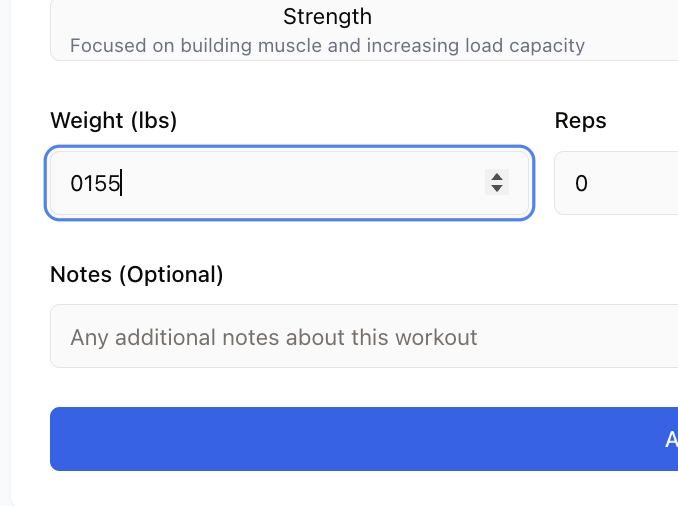 Strength
Focused on building muscle and increasing load capacity
Weight (lbs)
Reps
0155
0
Notes (Optional)
Any additional notes about this workout
A